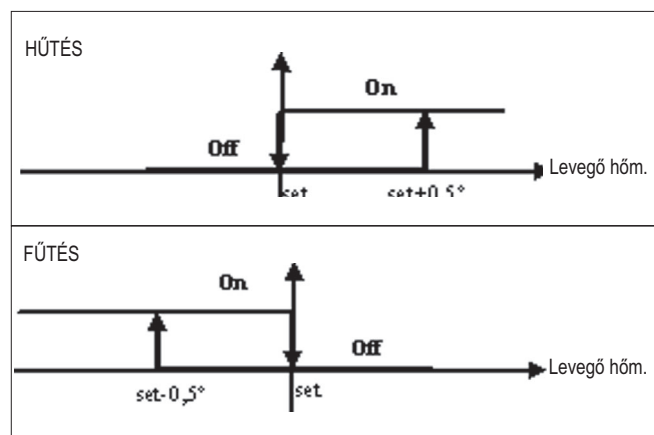 HŰTÉS
On
Off
Levegő hőm.
set
set+0,5°
FŰTÉS
On
Off
Levegő hőm.
set-0,5°
set